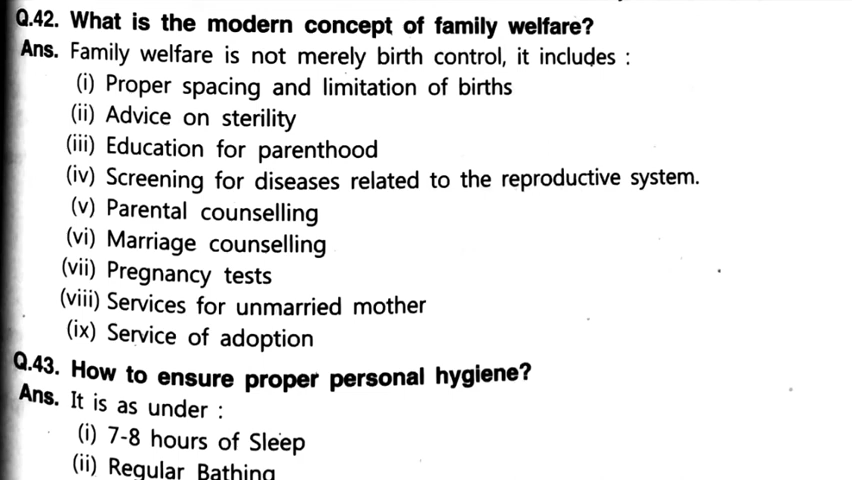 Q.42. What is the modern concept of family welfare?
Ans. Family welfare is not merely birth control, it includes :
(i) Proper spacing and limitation of births
(ii) Advice on sterility
(iii) Education for parenthood
(iv) Screening for diseases related to the reproductive system.
(v) Parental counselling
(vi) Marriage counselling
(vii) Pregnancy tests
(viii) Services for unmarried mother
(ix) Service of adoption
Q.43. How to ensure proper personal hygiene?
Ans. It is as under :
(i) 7-8 hours of Sleep
(ii) Regular Bathing